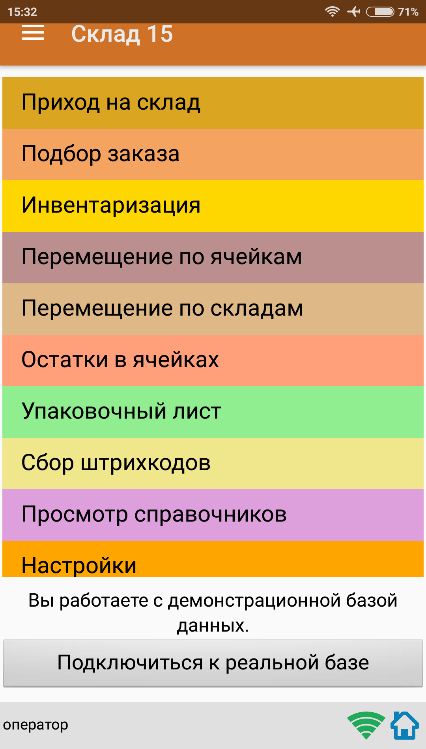 15:32
71%
Склад 15
Приход на склад
Подбор заказа
Инвентаризация
Перемещение по ячейкам
Перемещение по складам
Остатки в ячейках
Упаковочный лист
Сбор штрихкодов
Просмотр справочников
Настройки
Вы работаете с демонстрационной базой
данных.
Подключиться к реальной базе
оператор